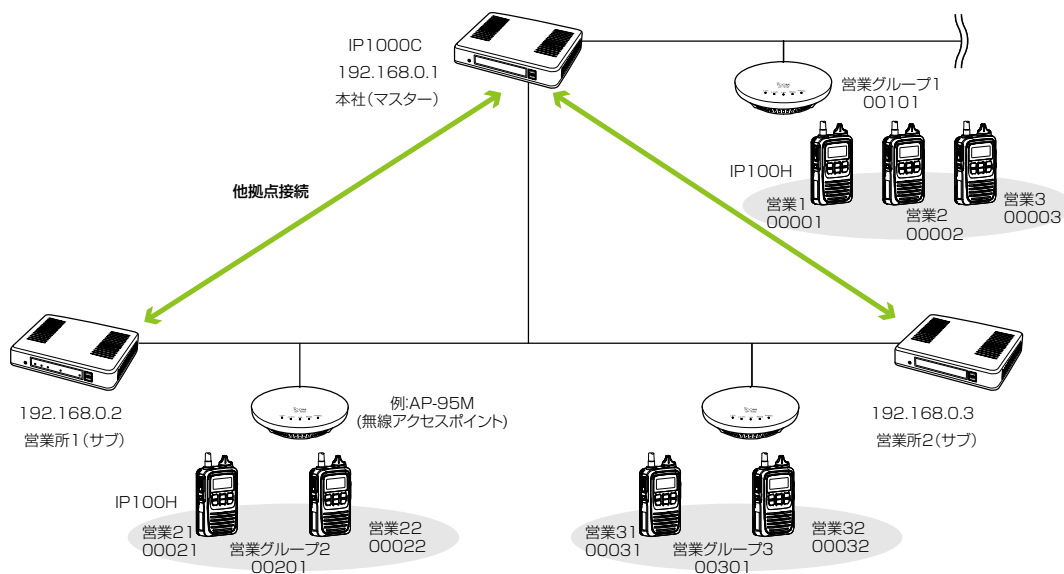 IP1000C
192.168.0.1
本社(マスター)
営業グループ1
00101
IP100H
営業1
00001
営業2
00002
営業3
00003
他拠点接続
192.168.0.2
営業所1(サブ)
例:AP-95M
(無線アクセスポイント)
192.168.0.3
営業所2(サブ)
IP100H
営業21
00021
営業グループ2
00201
営業22
00022
営業31
00031
営業グループ3
00301
営業32
00032